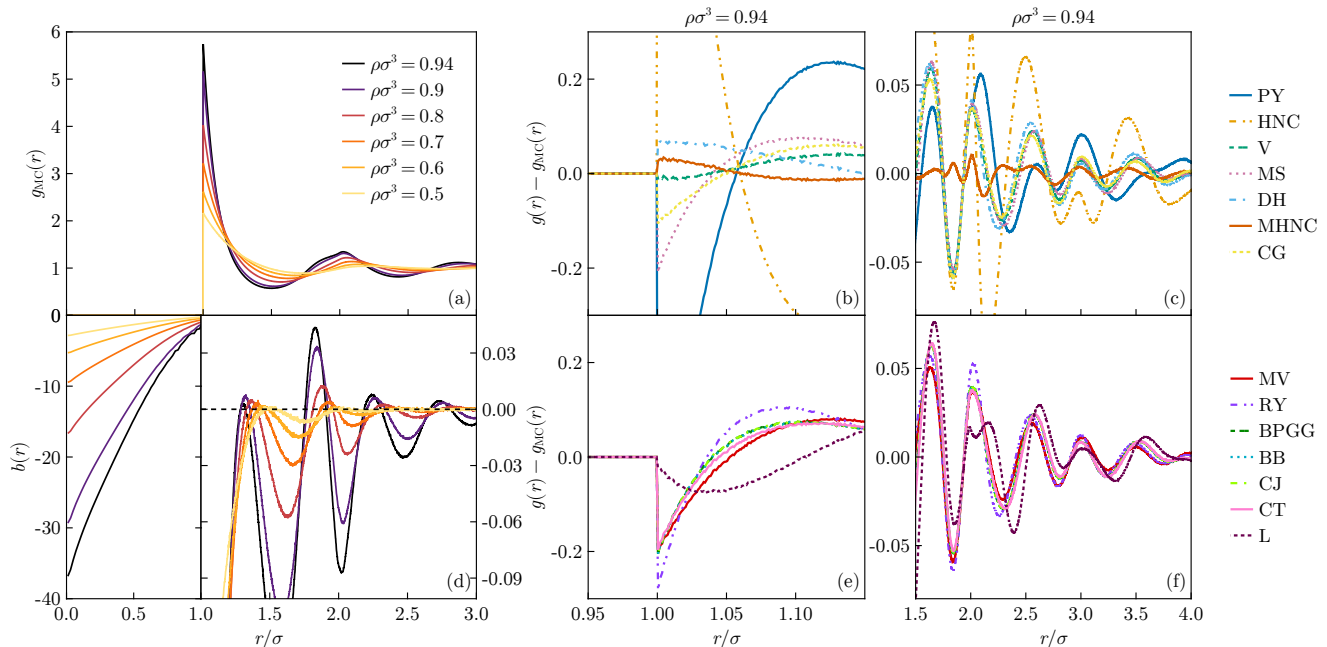 ρσ³ = 0.94
ρσ³ = 0.94
6
5
4
3
2
1
0
g_MC(r)
ρσ³ = 0.94
ρσ³ = 0.9
ρσ³ = 0.8
ρσ³ = 0.7
ρσ³ = 0.6
ρσ³ = 0.5
(a)
0.2
0.0
-0.2
g(r) − g_MC(r)
(b)
0.05
0.00
-0.05
(c)
PY
HNC
V
MS
DH
MHNC
CG
0
-10
-20
-30
-40
b(r)
0.0
0.5
1.0
1.5
2.0
2.5
3.0
r/σ
0.03
0.00
-0.03
-0.06
-0.09
(d)
0.2
0.0
-0.2
g(r) − g_MC(r)
0.95
1.00
1.05
1.10
r/σ
(e)
0.05
0.00
-0.05
1.5
2.0
2.5
3.0
3.5
4.0
r/σ
(f)
MV
RY
BPGG
BB
CJ
CT
L